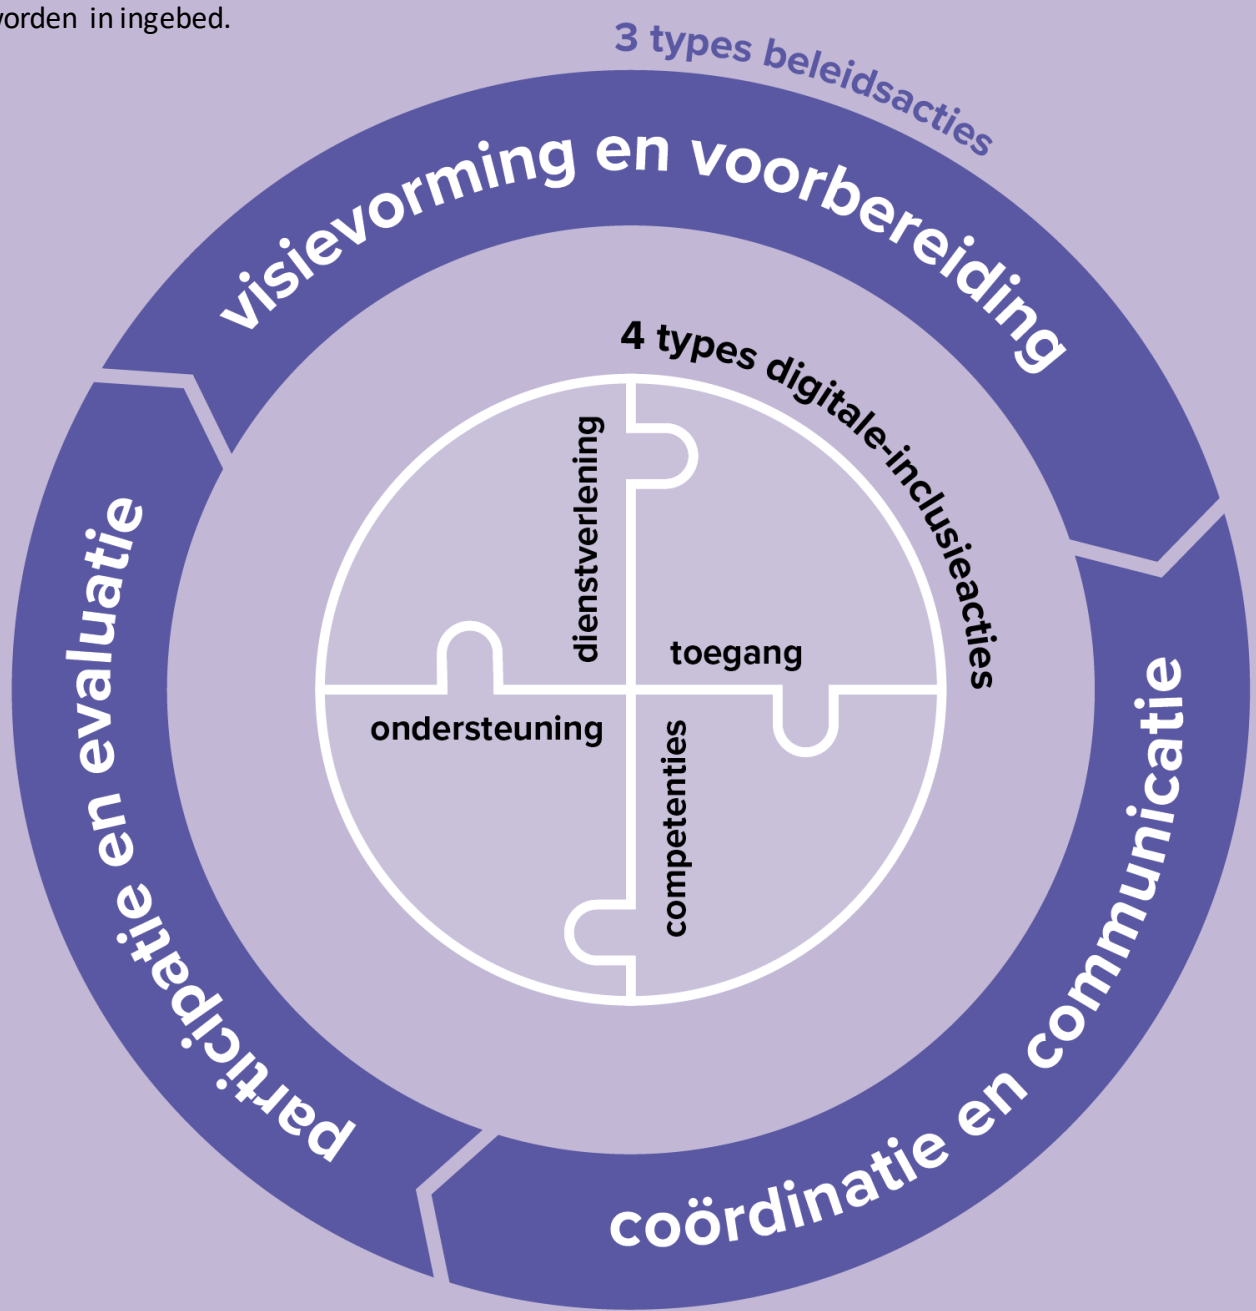 in ingebed.
3 types beleidsacties
visievorming en voorbereiding
4 types digitale-inclusieacties
dienstverlening
toegang
ondersteuning
competenties
participatie en evaluatie
coördinatie en communicatie